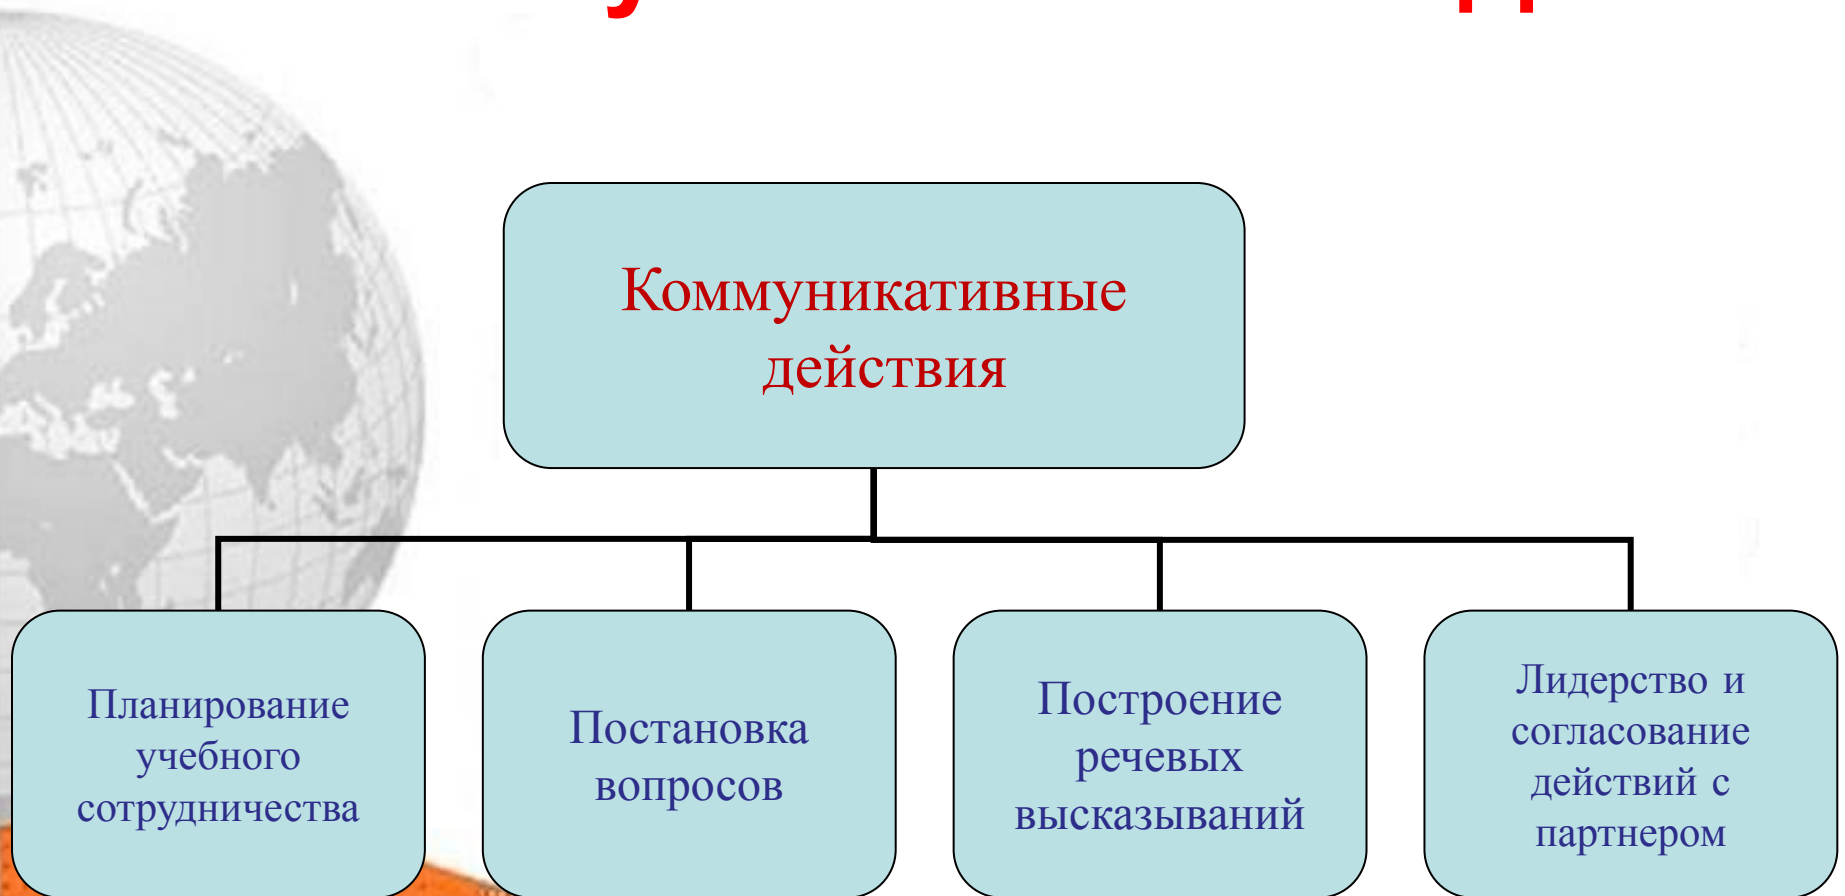 Коммуникативные
действия
Планирование
учебного
сотрудничества
Постановка
вопросов
Построение
речевых
высказываний
Лидерство и
согласование
действий с
партнером